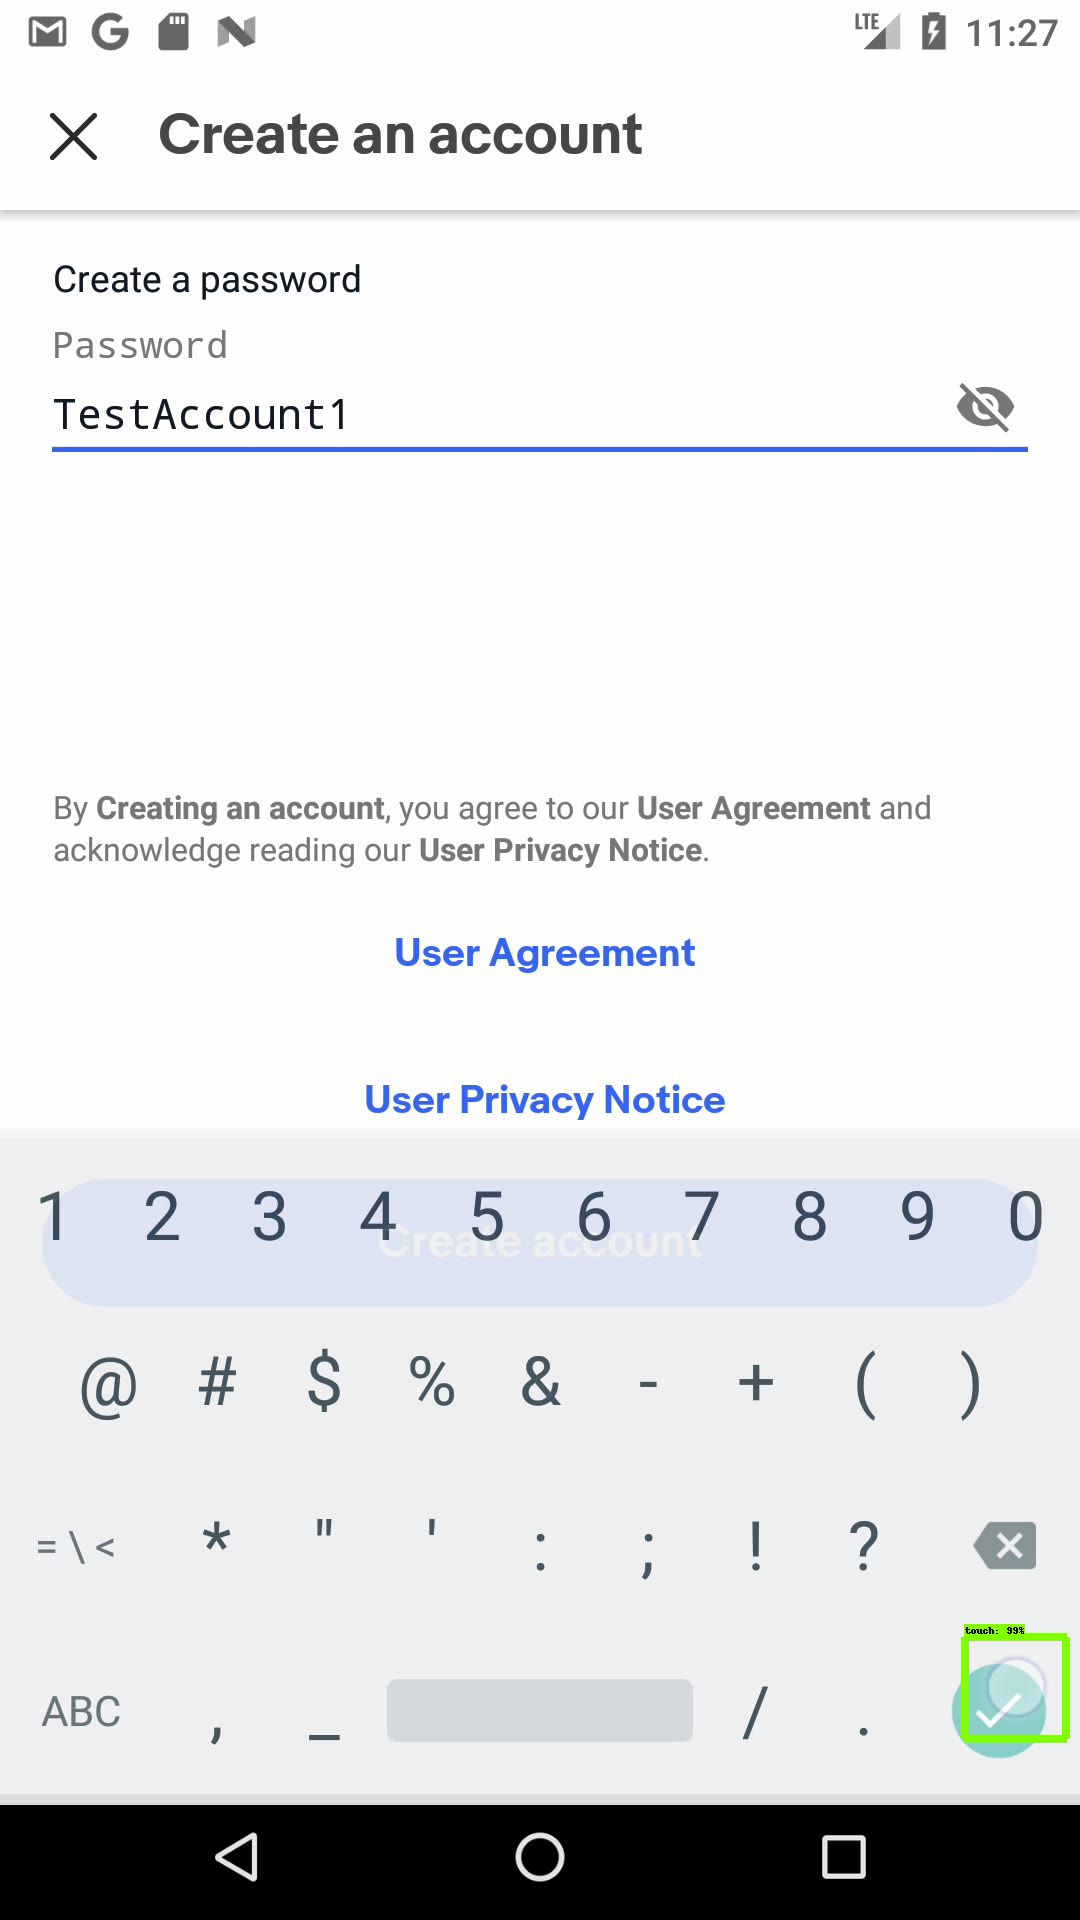 LTE 11:27
Create an account
Create a password
Password
TestAccount1
By Creating an account, you agree to our User Agreement and
acknowledge reading our User Privacy Notice.
User Agreement
User Privacy Notice
1 2 3 4 5 6 7 8 9 0
Create account
@ # $ % & - + ( )
= \ < * " ' : ; ! ?
touch: 99%
ABC , _ / .